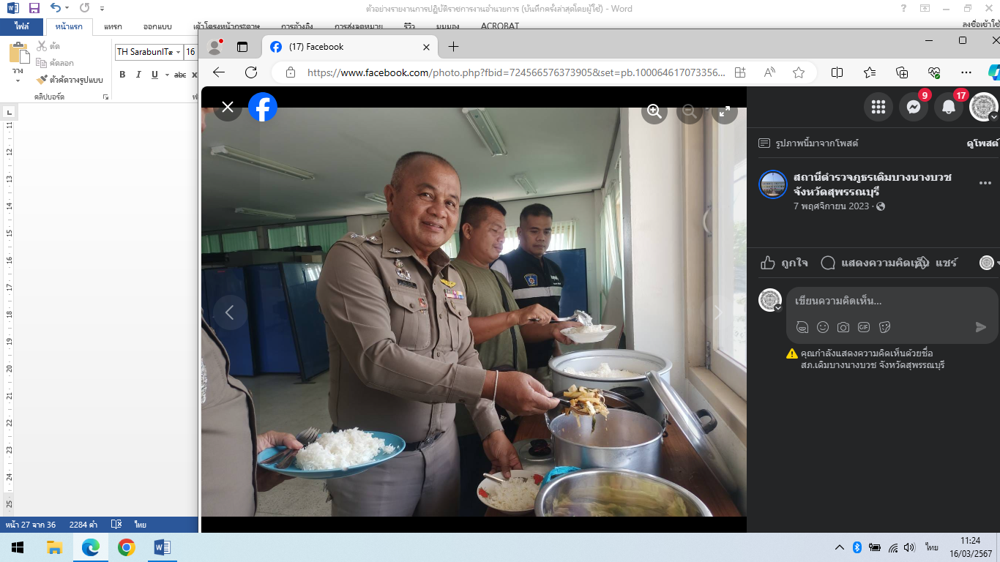 ตัวอย่างรายงานการปฏิบัติราชการงานอำนวยการ (บันทึกครั้งล่าสุดโดยผู้ใช้) - Word
ไฟล์ หน้าแรก แทรก ออกแบบ เค้าโครงหน้ากระดาษ การอ้างอิง การส่งจดหมาย รีวิว มุมมอง ACROBAT ลงชื่อเข้าใช้
วาง
ตัด
คัดลอก
ตัวคัดวางรูปแบบ
คลิปบอร์ด
TH SarabunIT๙ 16
B I U abc x
(17) Facebook
https://www.facebook.com/photo.php?fbid=724566576373905&set=pb.100064617073356...
9 17
รูปภาพนี้มาจากโพสต์ ดูโพสต์
สถานีตำรวจภูธรเดิมบางนางบวช
จังหวัดสุพรรณบุรี
7 พฤศจิกายน 2023
ถูกใจ แสดงความคิดเห็น แชร์
เขียนความคิดเห็น...
GIF
คุณกำลังแสดงความคิดเห็นด้วยชื่อ
สภ.เดิมบางนางบวช จังหวัดสุพรรณบุรี
11
12
13
14
15
16
17
18
19
20
21
22
23
24
25
หน้า 27 จาก 36 2284 คำ ไทย
ไทย
11:24
16/03/2567